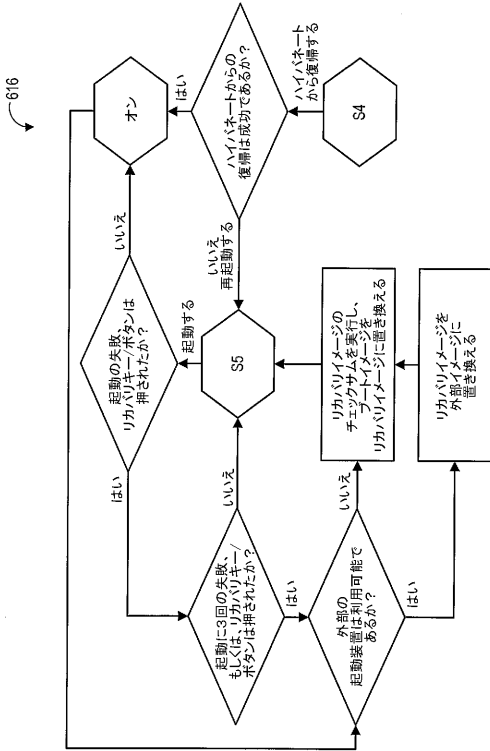 616
オン
はい
ハイバネートからの
復帰は成功であるか?
ハイバネート
から復帰する
S4
いいえ
再起動する
いいえ
起動の失敗、
リカバリキー/ボタンは
押されたか?
起動する
S5
はい
起動に3回の失敗、
もしくは、リカバリキー/
ボタンは押されたか?
いいえ
はい
外部の
起動装置は利用可能で
あるか?
いいえ
はい
リカバリイメージの
チェックサムを実行し、
ブートイメージを
リカバリイメージに置き換える
リカバリイメージを
外部イメージに
置き換える